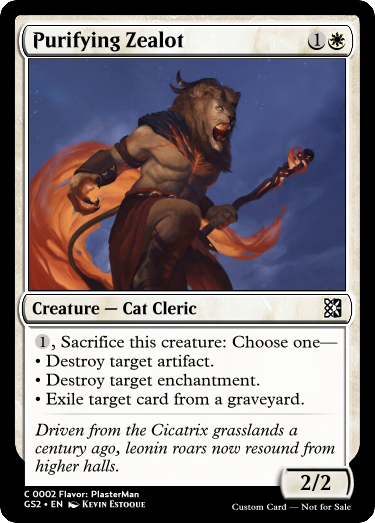 Purifying Zealot 1
Creature — Cat Cleric
1, Sacrifice this creature: Choose one—
• Destroy target artifact.
• Destroy target enchantment.
• Exile target card from a graveyard.
Driven from the Cicatrix grasslands a
century ago, leonin roars now resound from
higher halls.
2/2
C 0002 Flavor: PlasterMan
GS2 • EN Kevin Estoque
Custom Card — Not for Sale